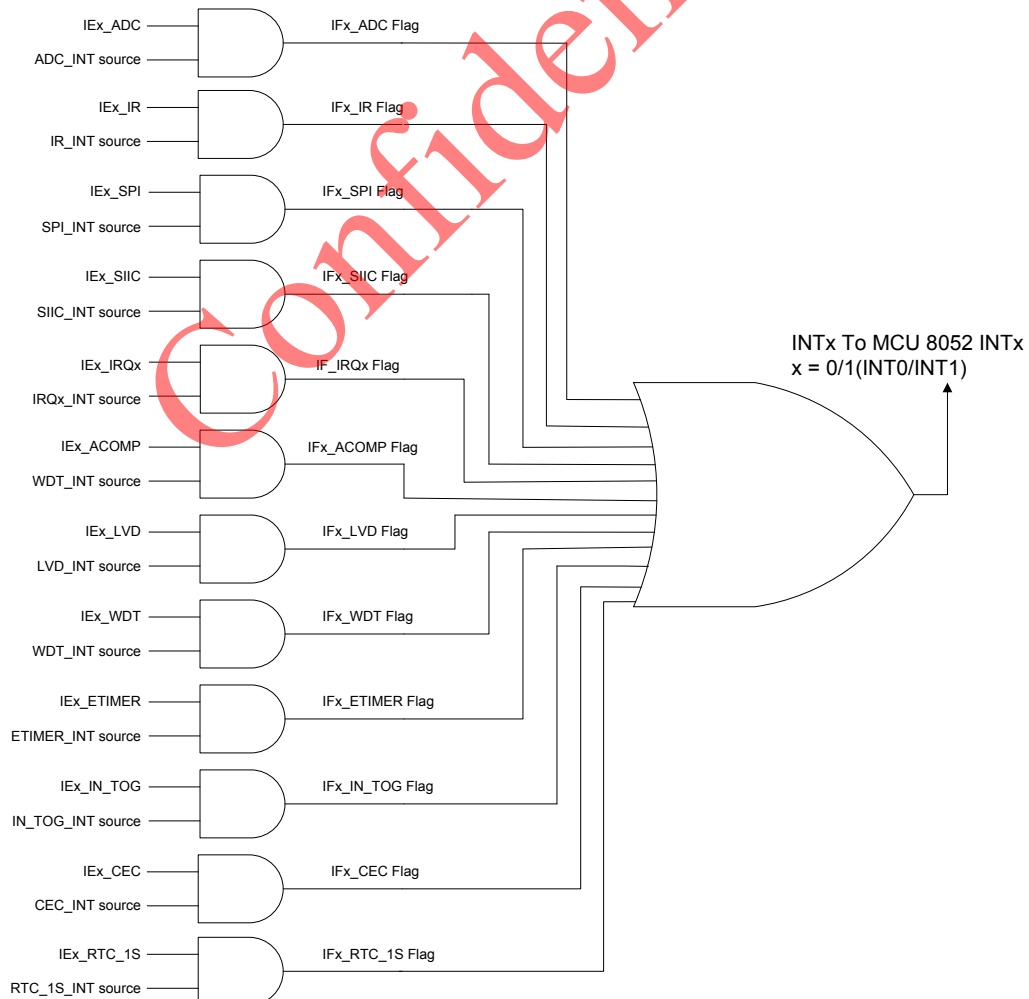 IEx_ADC
IFx_ADC Flag
ADC_INT source
IEx_IR
IFx_IR Flag
IR_INT source
IEx_SPI
IFx_SPI Flag
SPI_INT source
IEx_SIIC
IFx_SIIC Flag
SIIC_INT source
IEx_IRQx
IF_IRQx Flag
IRQx_INT source
IEx_ACOMP
IFx_ACOMP Flag
WDT_INT source
IEx_LVD
IFx_LVD Flag
LVD_INT source
IEx_WDT
IFx_WDT Flag
WDT_INT source
IEx_ETIMER
IFx_ETIMER Flag
ETIMER_INT source
IEx_IN_TOG
IFx_IN_TOG Flag
IN_TOG_INT source
IEx_CEC
IFx_CEC Flag
CEC_INT source
IEx_RTC_1S
IFx_RTC_1S Flag
RTC_1S_INT source
INTx To MCU 8052 INTx
x = 0/1(INT0/INT1)
Confiden